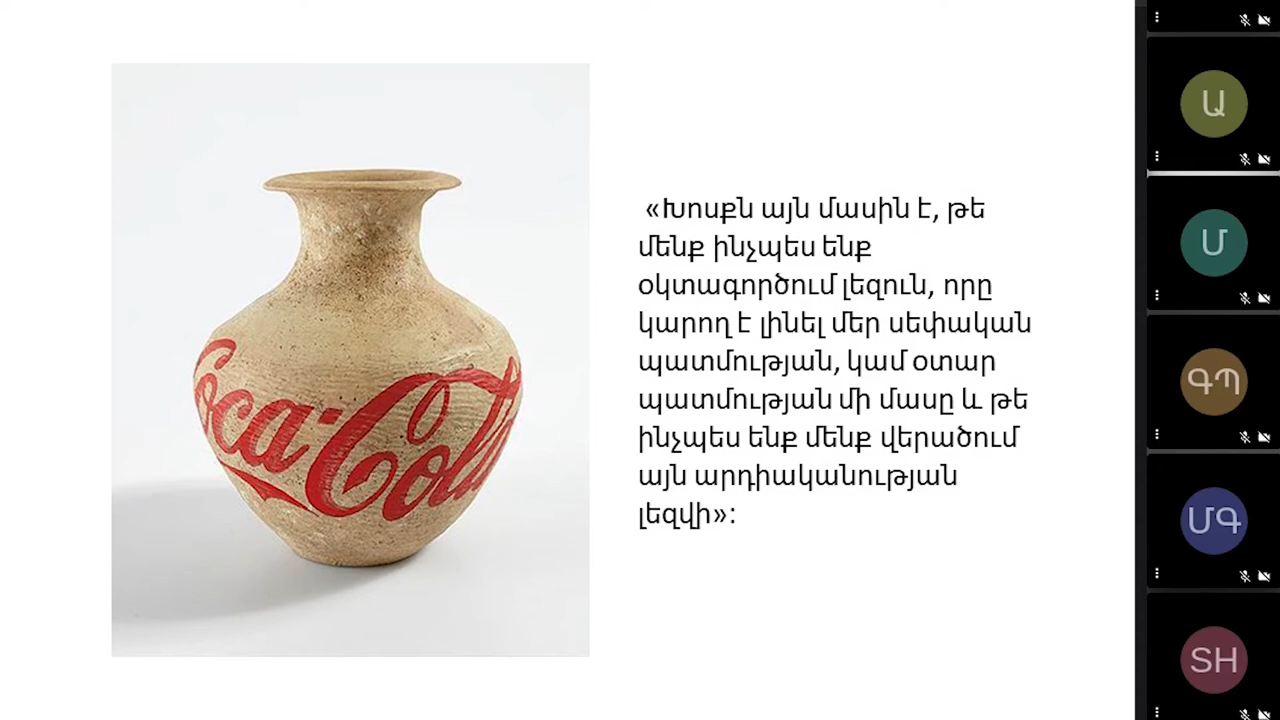 Coca-Cola
«Խոսքն այն մասին է, թե
մենք ինչպես ենք
օկտագործում լեզուն, որը
կարող է լինել մեր սեփական
պատմության, կամ օտար
պատմության մի մասը և թե
ինչպես ենք մենք վերածում
այն արդիականության
լեզվի»:
Ա
Մ
ԳՊ
ՄԳ
SH